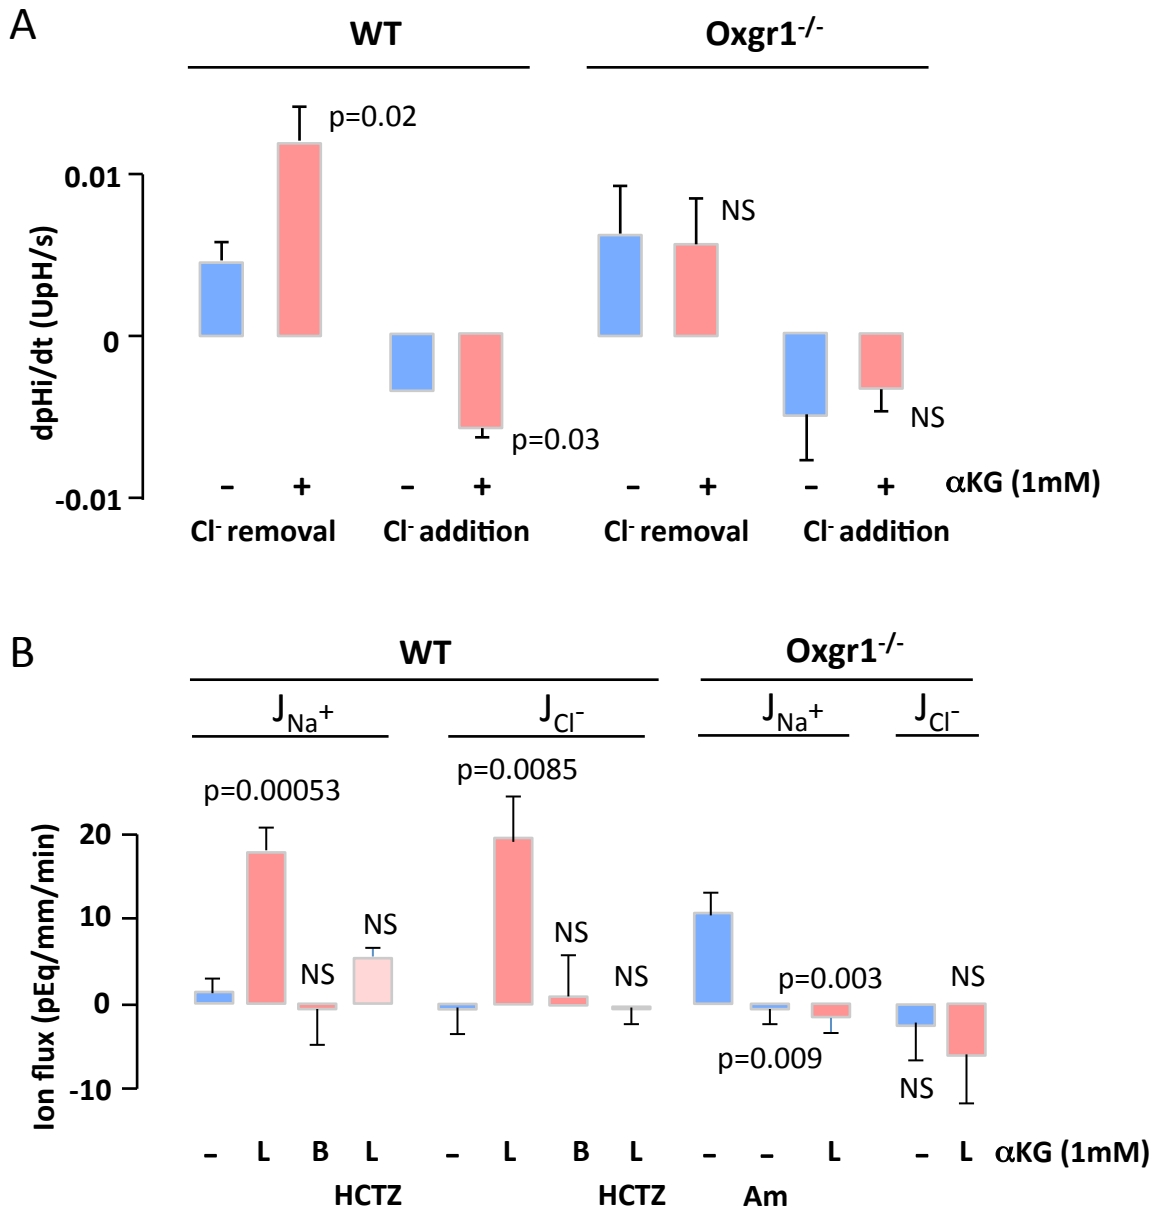 A
WT
Oxgr1-/-
p=0.02
NS
0.01
0
-0.01
dpHi/dt (UpH/s)
p=0.03
NS
– + – + – + – + αKG (1mM)
Cl- removal Cl- addition Cl- removal Cl- addition
B
WT
Oxgr1-/-
JNa+ JCl- JNa+ JCl-
p=0.00053
p=0.0085
20
10
0
-10
Ion flux (pEq/mm/min)
NS
NS
NS
NS
p=0.003
NS
p=0.009
NS
– L B L – L B L – – L – L αKG (1mM)
HCTZ HCTZ Am